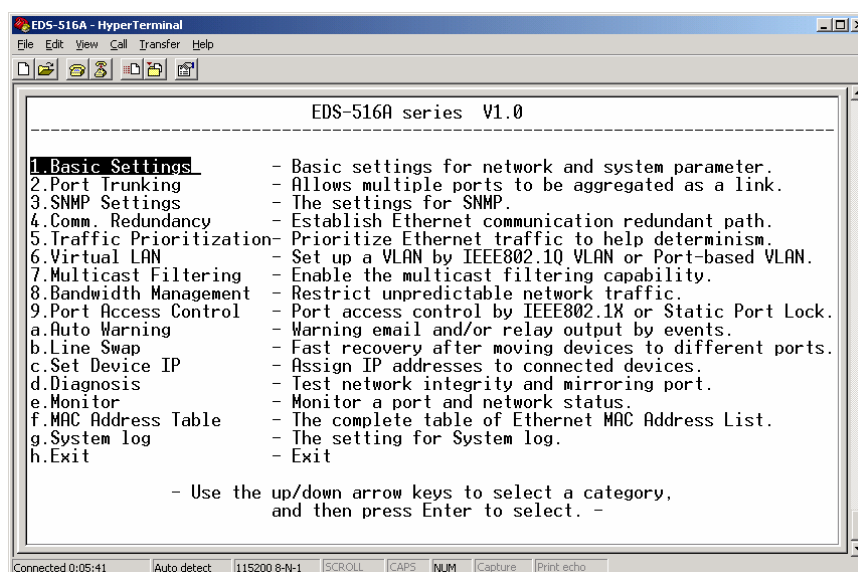 EDS-516A - HyperTerminal
File Edit View Call Transfer Help
EDS-516A series V1.0
--------------------------------------------------------------------------------
1.Basic Settings - Basic settings for network and system parameter.
2.Port Trunking - Allows multiple ports to be aggregated as a link.
3.SNMP Settings - The settings for SNMP.
4.Comm. Redundancy - Establish Ethernet communication redundant path.
5.Traffic Prioritization- Prioritize Ethernet traffic to help determinism.
6.Virtual LAN - Set up a VLAN by IEEE802.1Q VLAN or Port-based VLAN.
7.Multicast Filtering - Enable the multicast filtering capability.
8.Bandwidth Management - Restrict unpredictable network traffic.
9.Port Access Control - Port access control by IEEE802.1X or Static Port Lock.
a.Auto Warning - Warning email and/or relay output by events.
b.Line Swap - Fast recovery after moving devices to different ports.
c.Set Device IP - Assign IP addresses to connected devices.
d.Diagnosis - Test network integrity and mirroring port.
e.Monitor - Monitor a port and network status.
f.MAC Address Table - The complete table of Ethernet MAC Address List.
g.System log - The setting for System log.
h.Exit - Exit
- Use the up/down arrow keys to select a category,
and then press Enter to select. -
Connected 0:05:41 Auto detect 115200 8-N-1 SCROLL CAPS NUM Capture Print echo